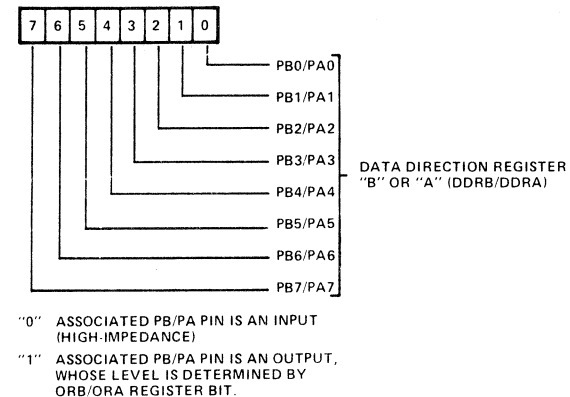 7 6 5 4 3 2 1 0
PB0/PA0
PB1/PA1
PB2/PA2
PB3/PA3
PB4/PA4
PB5/PA5
PB6/PA6
PB7/PA7
DATA DIRECTION REGISTER
"B" OR "A" (DDRB/DDRA)
"0" ASSOCIATED PB/PA PIN IS AN INPUT
(HIGH-IMPEDANCE)
"1" ASSOCIATED PB/PA PIN IS AN OUTPUT,
WHOSE LEVEL IS DETERMINED BY
ORB/ORA REGISTER BIT.